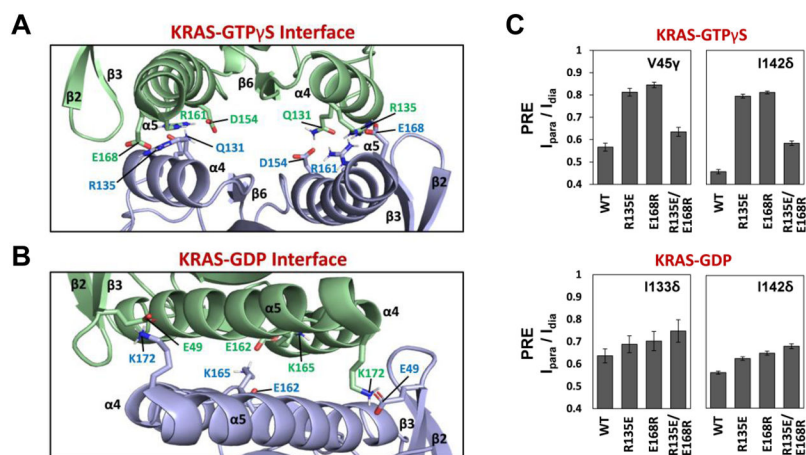 A
KRAS-GTPγS Interface
β3
β2
β6
α4
α5
R161
D154
Q131
R135
E168
E168
Q131
R135
α4
β6
D154
R161
α5
β2
β3
B
KRAS-GDP Interface
β2
β3
α5
α4
E49
K172
E162
K165
K165
E162
K172
E49
α4
α5
β3
β2
C
KRAS-GTPγS
PRE
Ipara / Idia
1
0.9
0.8
0.7
0.6
0.5
0.4
V45γ
WT
R135E
E168R
R135E/
E168R
I142δ
WT
R135E
E168R
R135E/
E168R
KRAS-GDP
PRE
Ipara / Idia
1
0.9
0.8
0.7
0.6
0.5
0.4
I133δ
WT
R135E
E168R
R135E/
E168R
I142δ
WT
R135E
E168R
R135E/
E168R